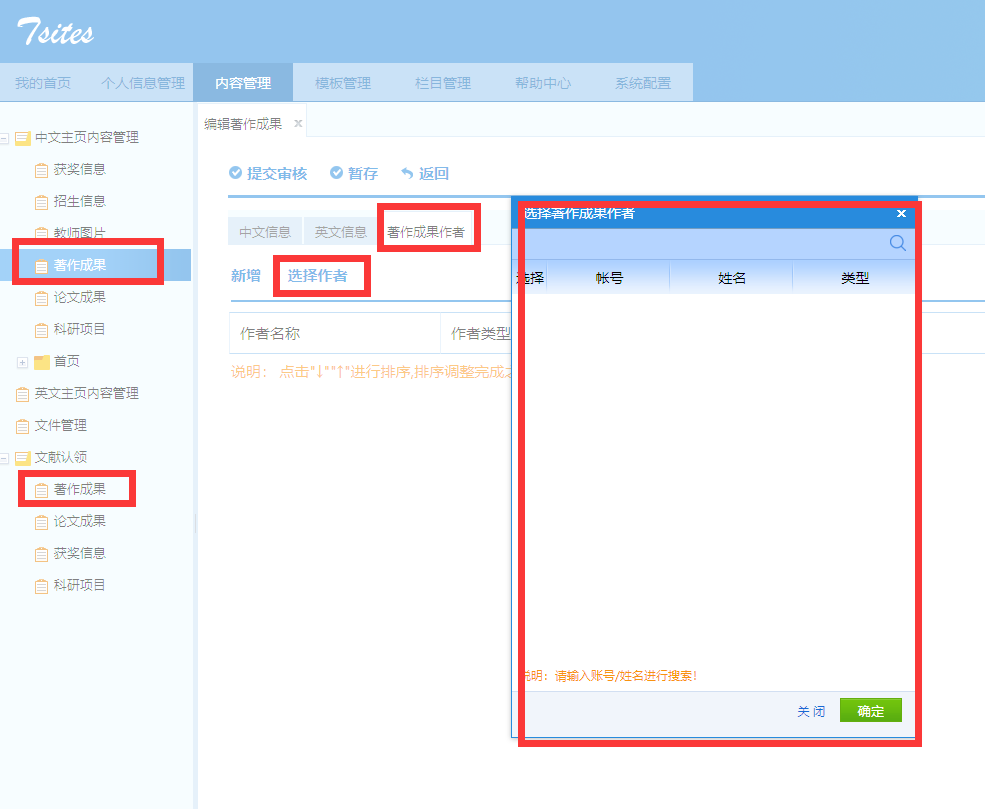 Tsites
我的首页 个人信息管理 内容管理 模板管理 栏目管理 帮助中心 系统配置
编辑著作成果 ×
中文主页内容管理
获奖信息
招生信息
教师图片
著作成果
论文成果
科研项目
首页
英文主页内容管理
文件管理
文献认领
著作成果
论文成果
获奖信息
科研项目
提交审核 暂存 返回
中文信息 英文信息 著作成果作者
新增 选择作者
作者名称 作者类型
说明： 点击"↓""↑"进行排序,排序调整完成之
选择著作成果作者 ×
选择 帐号 姓名 类型
说明：请输入账号/姓名进行搜索!
关闭 确定